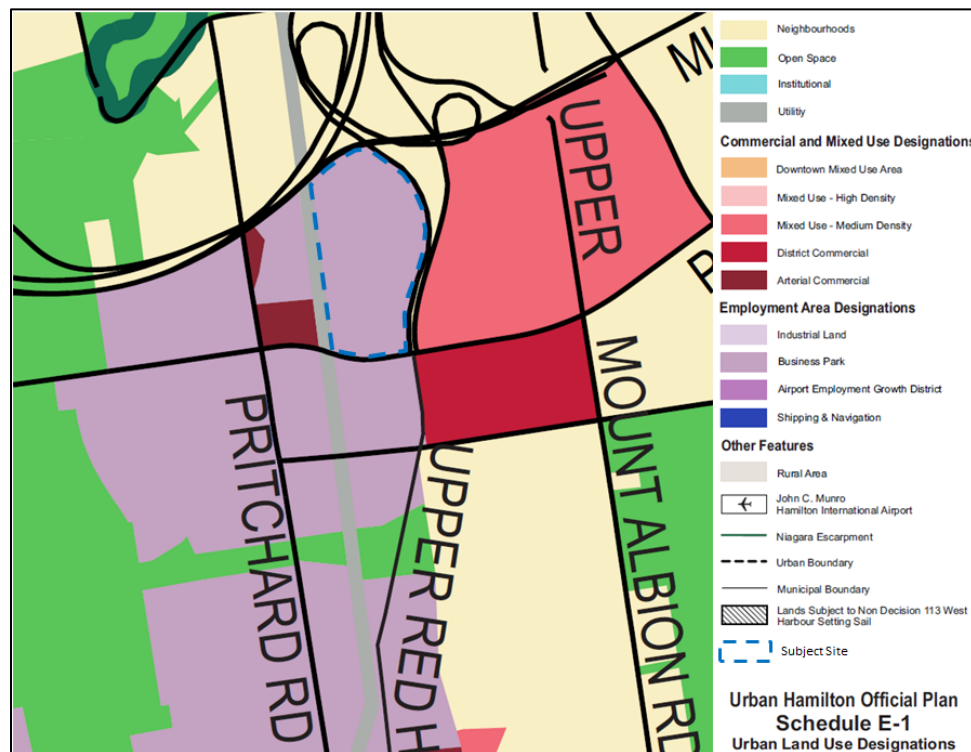 MU
UPPER
P
MOUNT ALBION RD
PRITCHARD RD
UPPER RED H
Neighbourhoods
Open Space
Institutional
Utilitiy
Commercial and Mixed Use Designations
Downtown Mixed Use Area
Mixed Use - High Density
Mixed Use - Medium Density
District Commercial
Arterial Commercial
Employment Area Designations
Industrial Land
Business Park
Airport Employment Growth District
Shipping & Navigation
Other Features
Rural Area
John C. Munro
Hamilton International Airport
Niagara Escarpment
Urban Boundary
Municipal Boundary
Lands Subject to Non Decision 113 West
Harbour Setting Sail
Subject Site
Urban Hamilton Official Plan
Schedule E-1
Urban Land Use Designations